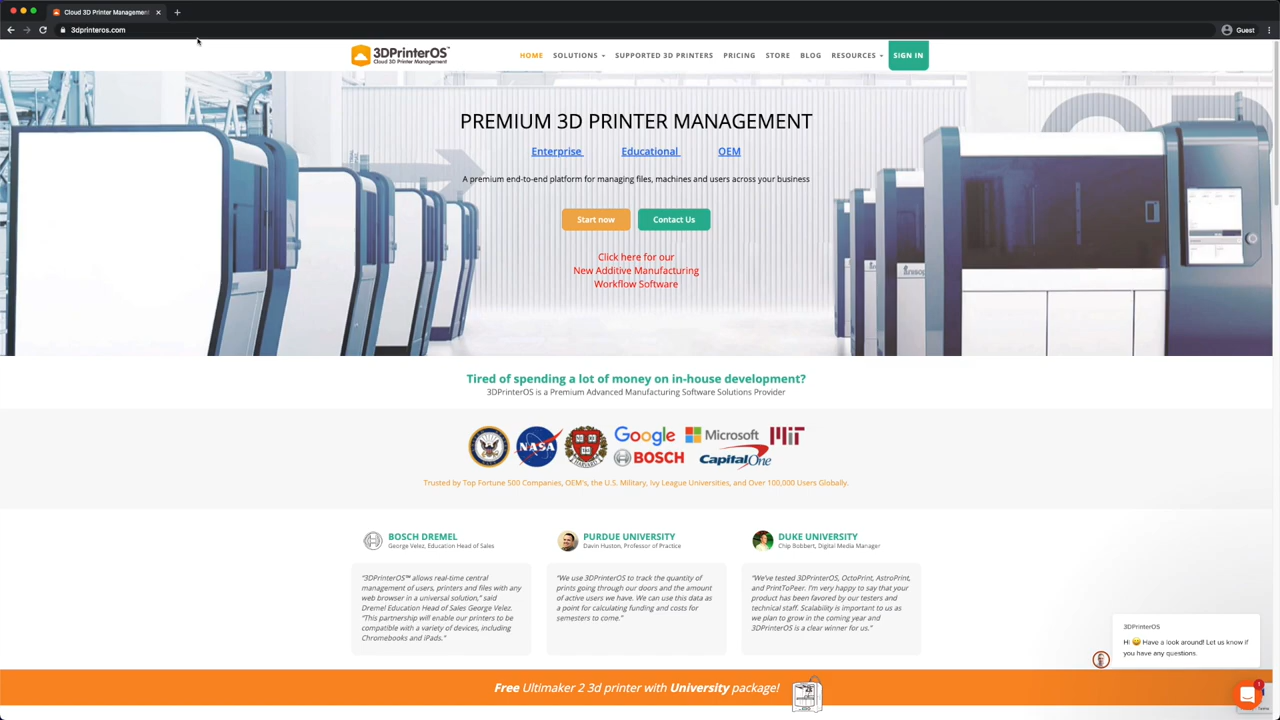 Cloud 3D Printer Management
3dprinteros.com
Guest
3DPrinterOS™
Cloud 3D Printer Management
HOME
SOLUTIONS
SUPPORTED 3D PRINTERS
PRICING
STORE
BLOG
RESOURCES
SIGN IN
PREMIUM 3D PRINTER MANAGEMENT
Enterprise Educational OEM
A premium end-to-end platform for managing files, machines and users across your business
Start now
Contact Us
Click here for our
New Additive Manufacturing
Workflow Software
Tired of spending a lot of money on in-house development?
3DPrinterOS is a Premium Advanced Manufacturing Software Solutions Provider
NASA
Google
Microsoft
MIT
BOSCH
CapitalOne
Trusted by Top Fortune 500 Companies, OEM's, the U.S. Military, Ivy League Universities, and Over 100,000 Users Globally.
BOSCH DREMEL
George Velez, Education Head of Sales
"3DPrinterOS™ allows real-time central
management of users, printers and files with any
web browser in a universal solution," said
Dremel Education Head of Sales George Velez.
"This partnership will enable our printers to be
compatible with a variety of devices, including
Chromebooks and iPads."
PURDUE UNIVERSITY
Davin Huston, Professor of Practice
"We use 3DPrinterOS to track the quantity of
prints going through our doors and the amount
of active users we have. We can use this data as
a point for calculating funding and costs for
semesters to come."
DUKE UNIVERSITY
Chip Bobbert, Digital Media Manager
"We've tested 3DPrinterOS, OctoPrint, AstroPrint,
and PrintToPeer. I'm very happy to say that your
product has been favored by our testers and
technical staff. Scalability is important to us as
we plan to grow in the coming year and
3DPrinterOS is a clear winner for us."
3DPrinterOS
Hi 😄 Have a look around! Let us know if
you have any questions.
1
Free Ultimaker 2 3d printer with University package!